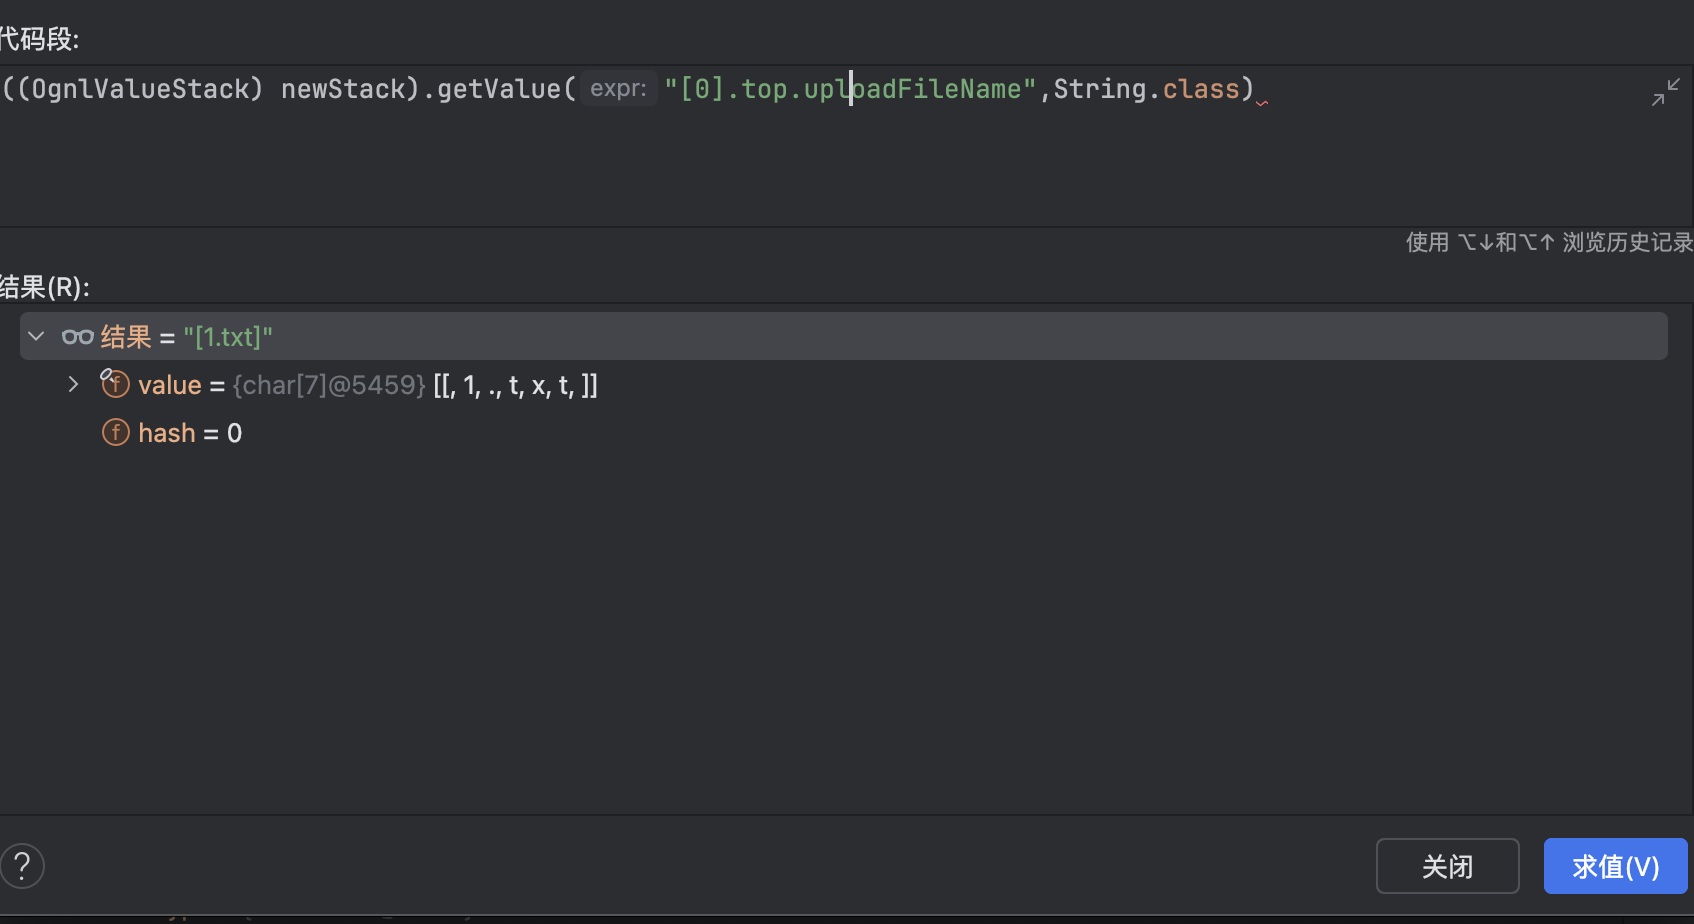 代码段:
((OgnlValueStack) newStack).getValue( expr: "[0].top.uploadFileName",String.class)
使用 ⌥↓和⌥↑ 浏览历史记录
结果(R):
结果 = "[1.txt]"
value = {char[7]@5459} [[, 1, ., t, x, t, ]]
hash = 0
?
关闭
求值(V)